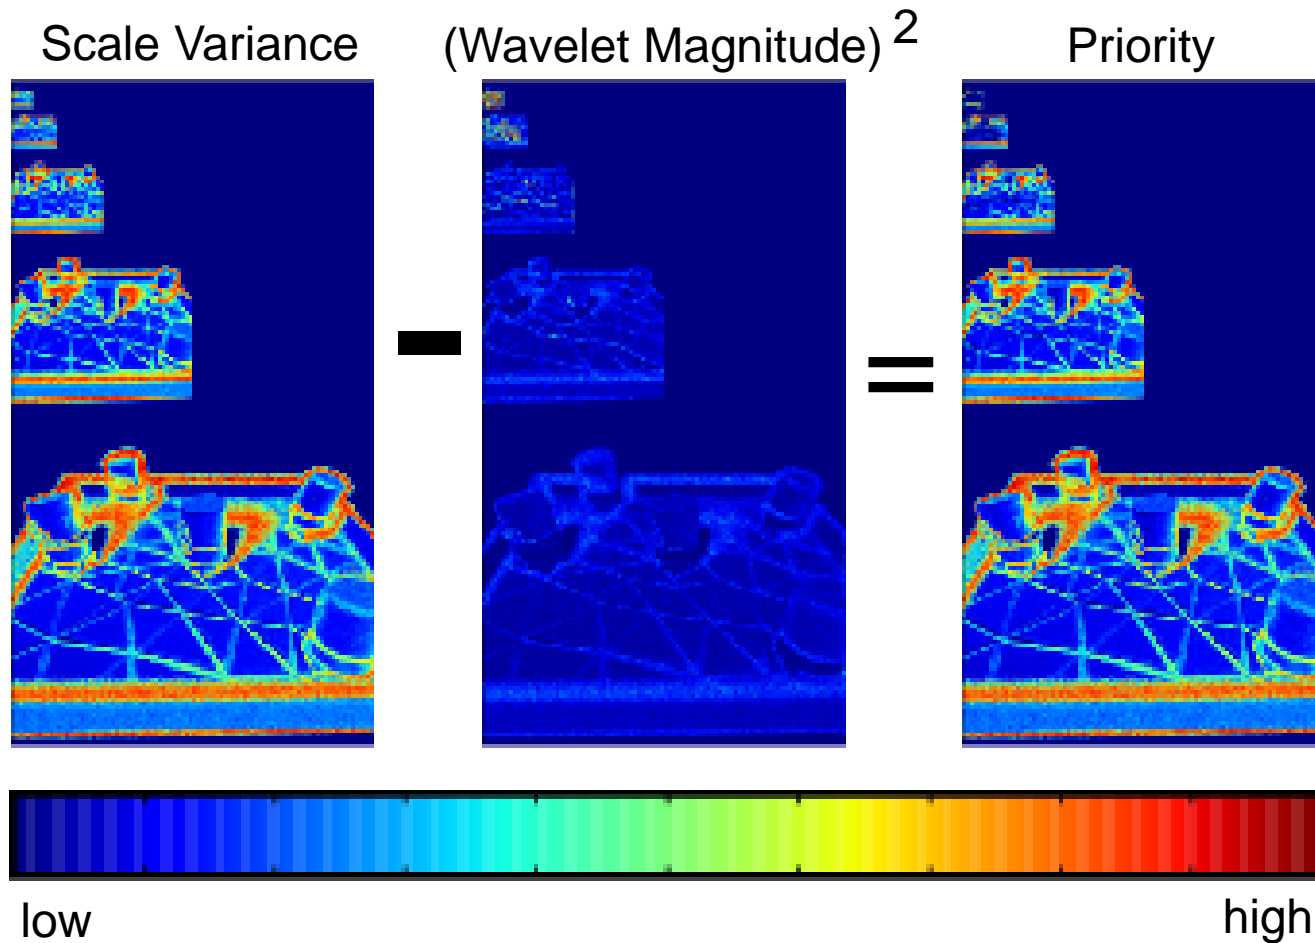 Scale Variance
(Wavelet Magnitude) 2
Priority
-
=
low
high